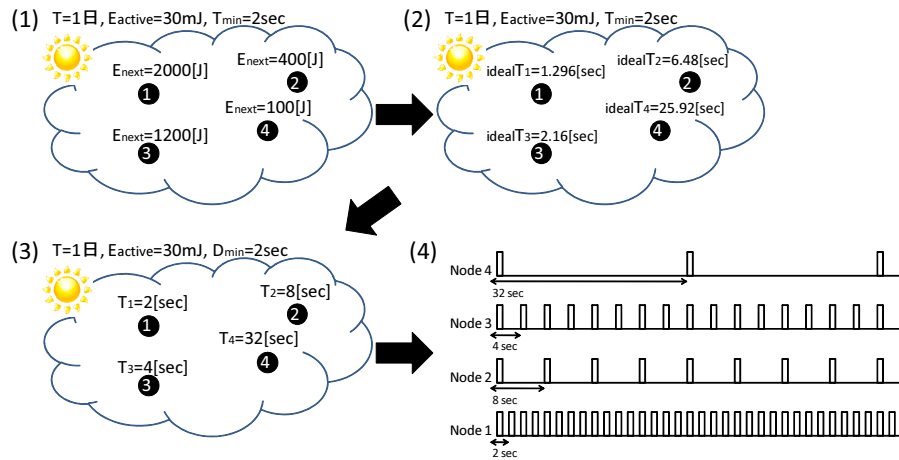 (1) T=1日, Eactive=30mJ, Tmin=2sec
Enext=2000[J]
1
Enext=400[J]
2
Enext=1200[J]
3
Enext=100[J]
4
(2) T=1日, Eactive=30mJ, Tmin=2sec
idealT1=1.296[sec]
1
idealT2=6.48[sec]
2
idealT3=2.16[sec]
3
idealT4=25.92[sec]
4
(3) T=1日, Eactive=30mJ, Dmin=2sec
T1=2[sec]
1
T2=8[sec]
2
T3=4[sec]
3
T4=32[sec]
4
(4)
Node 4
32 sec
Node 3
4 sec
Node 2
8 sec
Node 1
2 sec